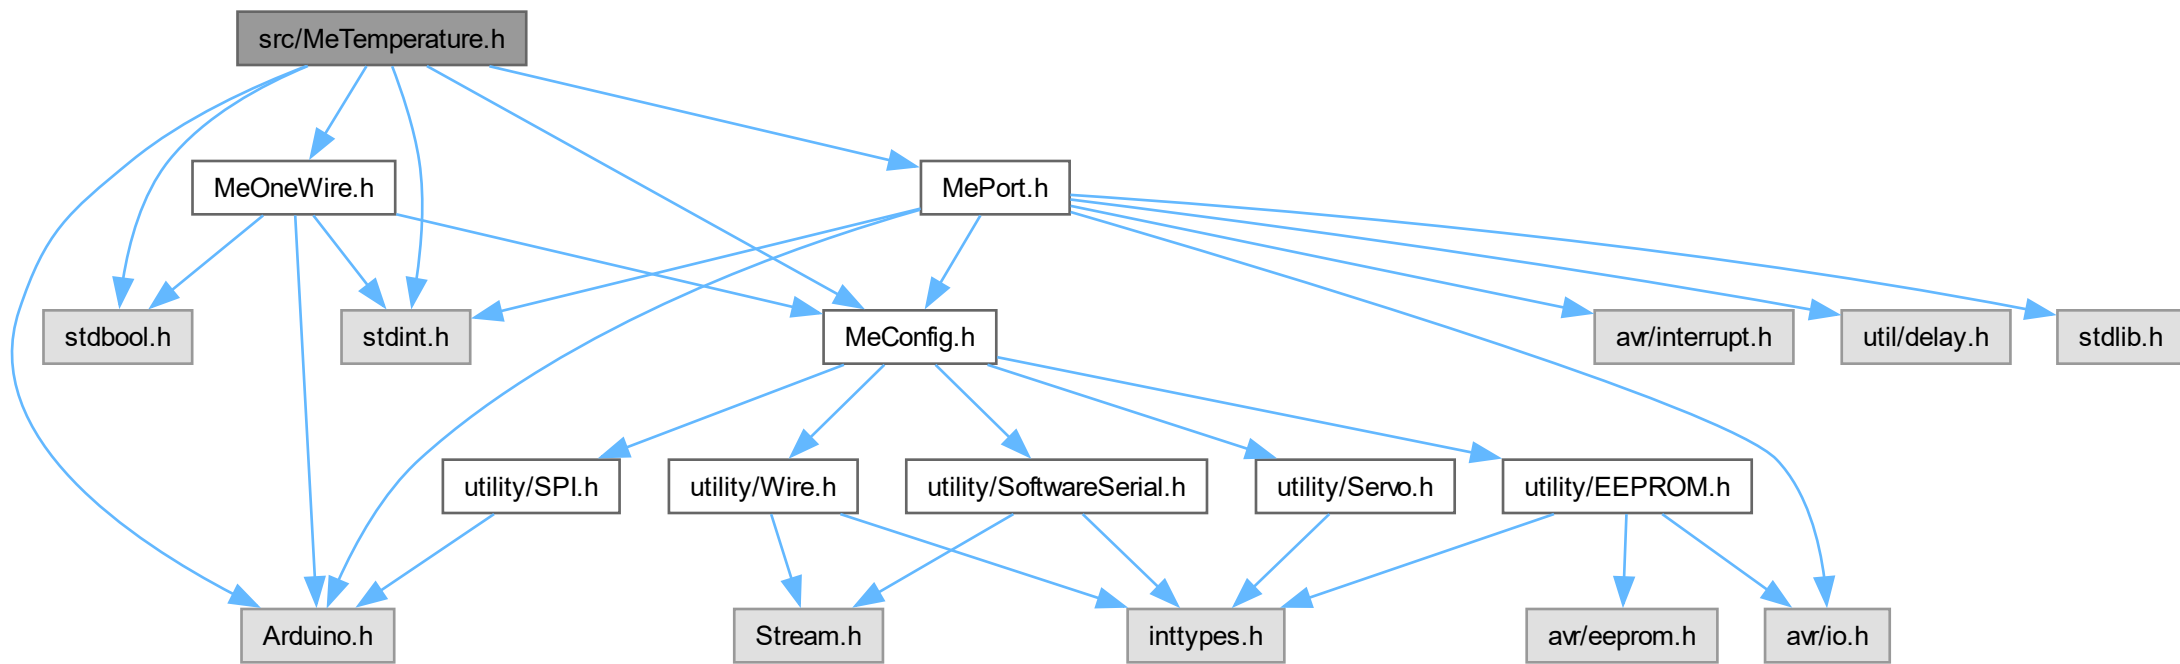 src/MeTemperature.h
MeOneWire.h
MePort.h
stdbool.h
stdint.h
MeConfig.h
avr/interrupt.h
util/delay.h
stdlib.h
utility/SPI.h
utility/Wire.h
utility/SoftwareSerial.h
utility/Servo.h
utility/EEPROM.h
Arduino.h
Stream.h
inttypes.h
avr/eeprom.h
avr/io.h